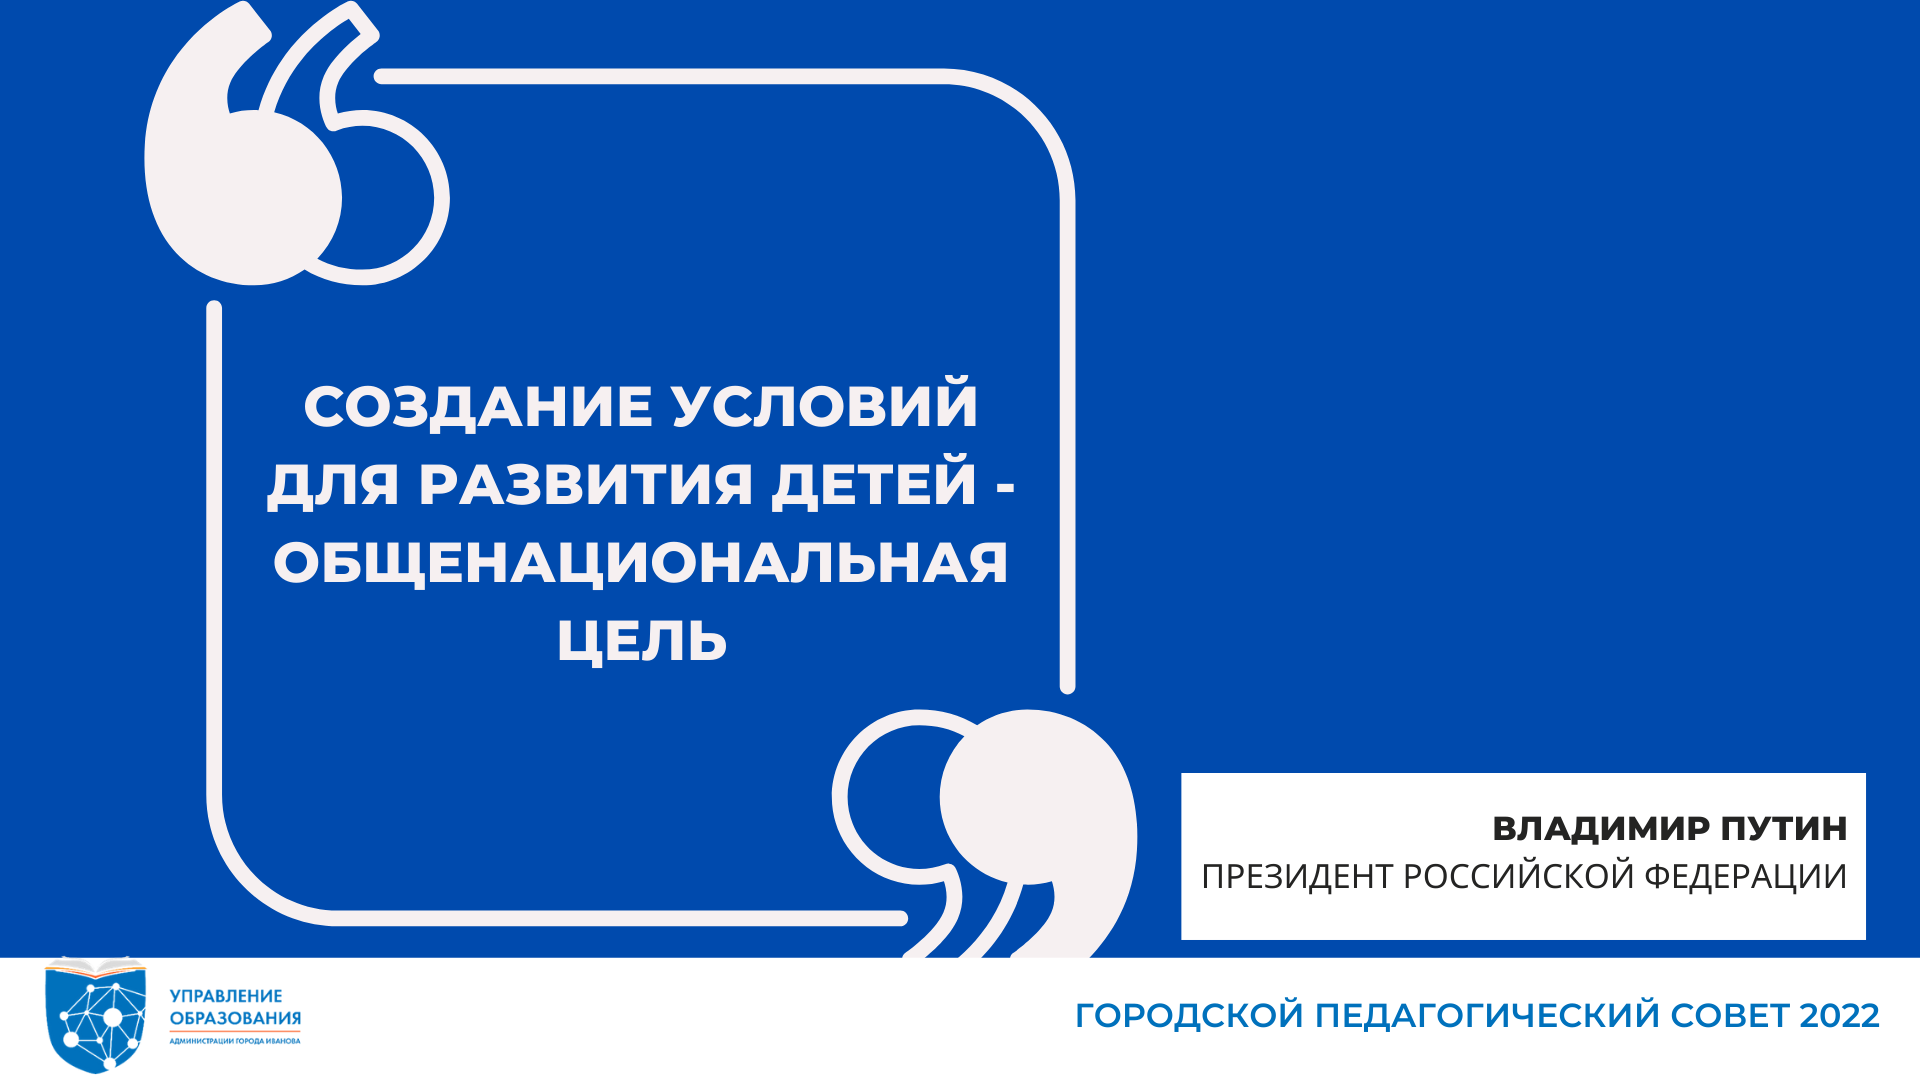 СОЗДАНИЕ УСЛОВИЙ
ДЛЯ РАЗВИТИЯ ДЕТЕЙ -
ОБЩЕНАЦИОНАЛЬНАЯ
ЦЕЛЬ
ВЛАДИМИР ПУТИН
ПРЕЗИДЕНТ РОССИЙСКОЙ ФЕДЕРАЦИИ
УПРАВЛЕНИЕ
ОБРАЗОВАНИЯ
АДМИНИСТРАЦИИ ГОРОДА ИВАНОВА
ГОРОДСКОЙ ПЕДАГОГИЧЕСКИЙ СОВЕТ 2022